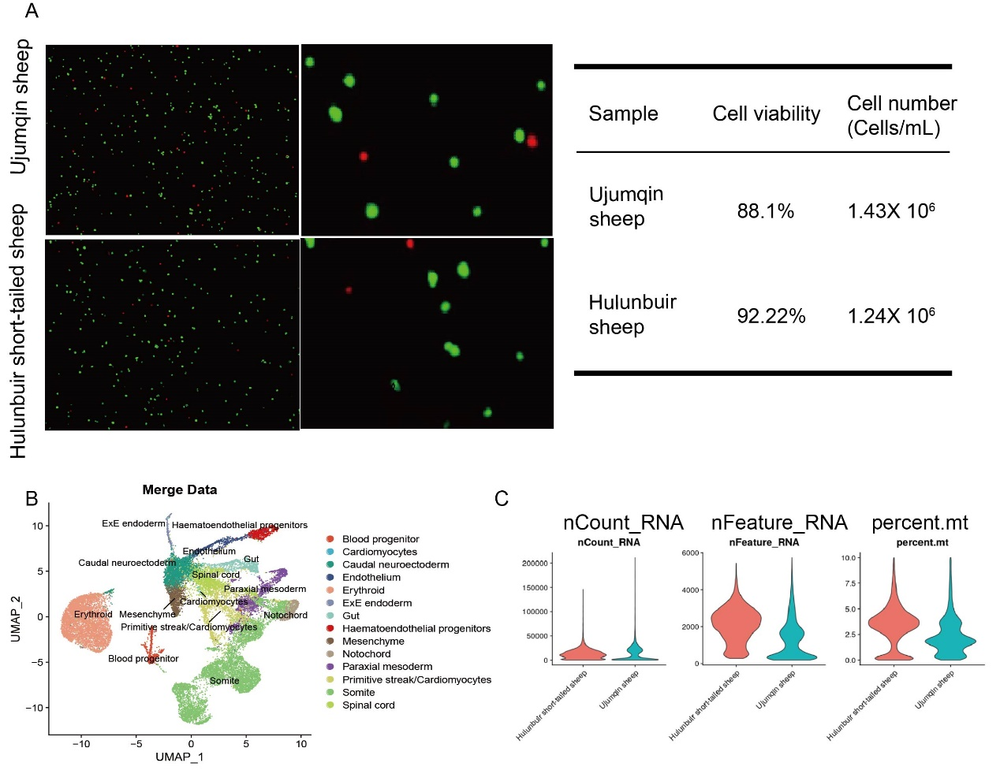 A
Ujumqin sheep
Hulunbuir short-tailed sheep
Sample
Cell viability
Cell number
(Cells/mL)
Ujumqin
sheep
88.1%
1.43X 10⁶
Hulunbuir
sheep
92.22%
1.24X 10⁶
B
Merge Data
UMAP_2
10
5
0
−5
−10
−10
−5
0
5
10
UMAP_1
ExE endoderm
Haematoendothelial progenitors
Endothelium
Caudal neuroectoderm
Gut
Spinal cord
Paraxial mesoderm
Cardiomyocytes
Erythroid
Mesenchyme
Notochord
Primitive streak/Cardiomyocytes
Blood progenitor
Somite
Blood progenitor
Cardiomyocytes
Caudal neuroectoderm
Endothelium
Erythroid
ExE endoderm
Gut
Haematoendothelial progenitors
Mesenchyme
Notochord
Paraxial mesoderm
Primitive streak/Cardiomyocytes
Somite
Spinal cord
C
nCount_RNA
nCount_RNA
200000
150000
100000
50000
0
Hulunbuir short-tailed sheep
Ujumqin sheep
nFeature_RNA
nFeature_RNA
6000
4000
2000
0
Hulunbuir short-tailed sheep
Ujumqin sheep
percent.mt
percent.mt
10.0
7.5
5.0
2.5
0.0
Hulunbuir short-tailed sheep
Ujumqin sheep